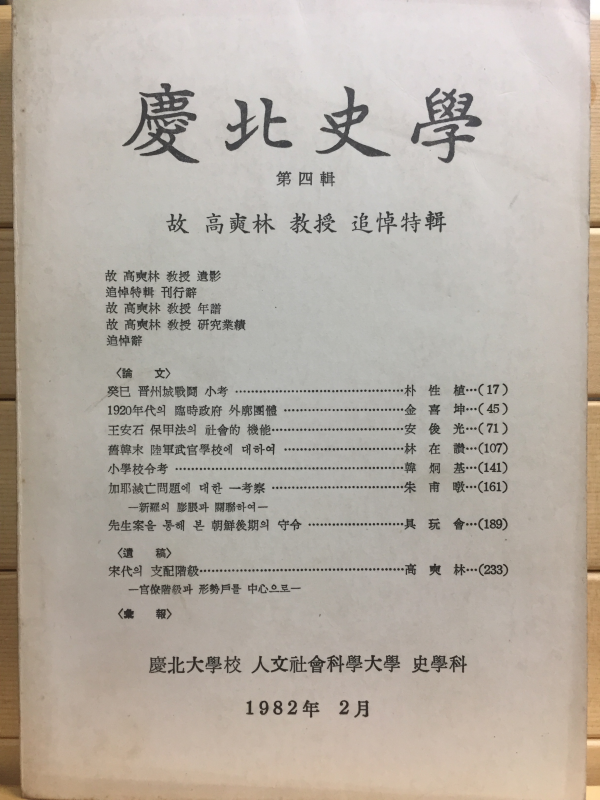 慶北史學
第四輯
故 高奭林 教授 追悼特輯
故 高奭林 敎授 遺影
追悼特輯 刊行辭
故 高奭林 敎授 年譜
故 高奭林 敎授 研究業績
追悼辭
〈論 文〉
癸巳 晋州城戰鬪 小考……朴 性 植…(17)
1920年代의 臨時政府 外廓團體……金 喜 坤…(45)
王安石 保甲法의 社會的 機能……安 俊 光…(71)
舊韓末 陸軍武官學校에 대하여……林 在 讚…(107)
小學校令考……韓 炯 基…(141)
加耶滅亡問題에 대한 一考察……朱 甫 暾…(161)
―新羅의 膨脹과 關聯하여―
先生案을 통해 본 朝鮮後期의 守令……具 玩 會…(189)
〈遺 稿〉
宋代의 支配階級……高 奭 林…(233)
―官僚階級과 形勢戶를 中心으로―
〈彙 報〉
慶北大學校 人文社會科學大學 史學科
1982年 2月